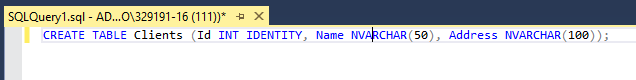 SQLQuery1.sql - AD...O\329191-16 (111))*
CREATE TABLE Clients (Id INT IDENTITY, Name NVARCHAR(50), Address NVARCHAR(100));